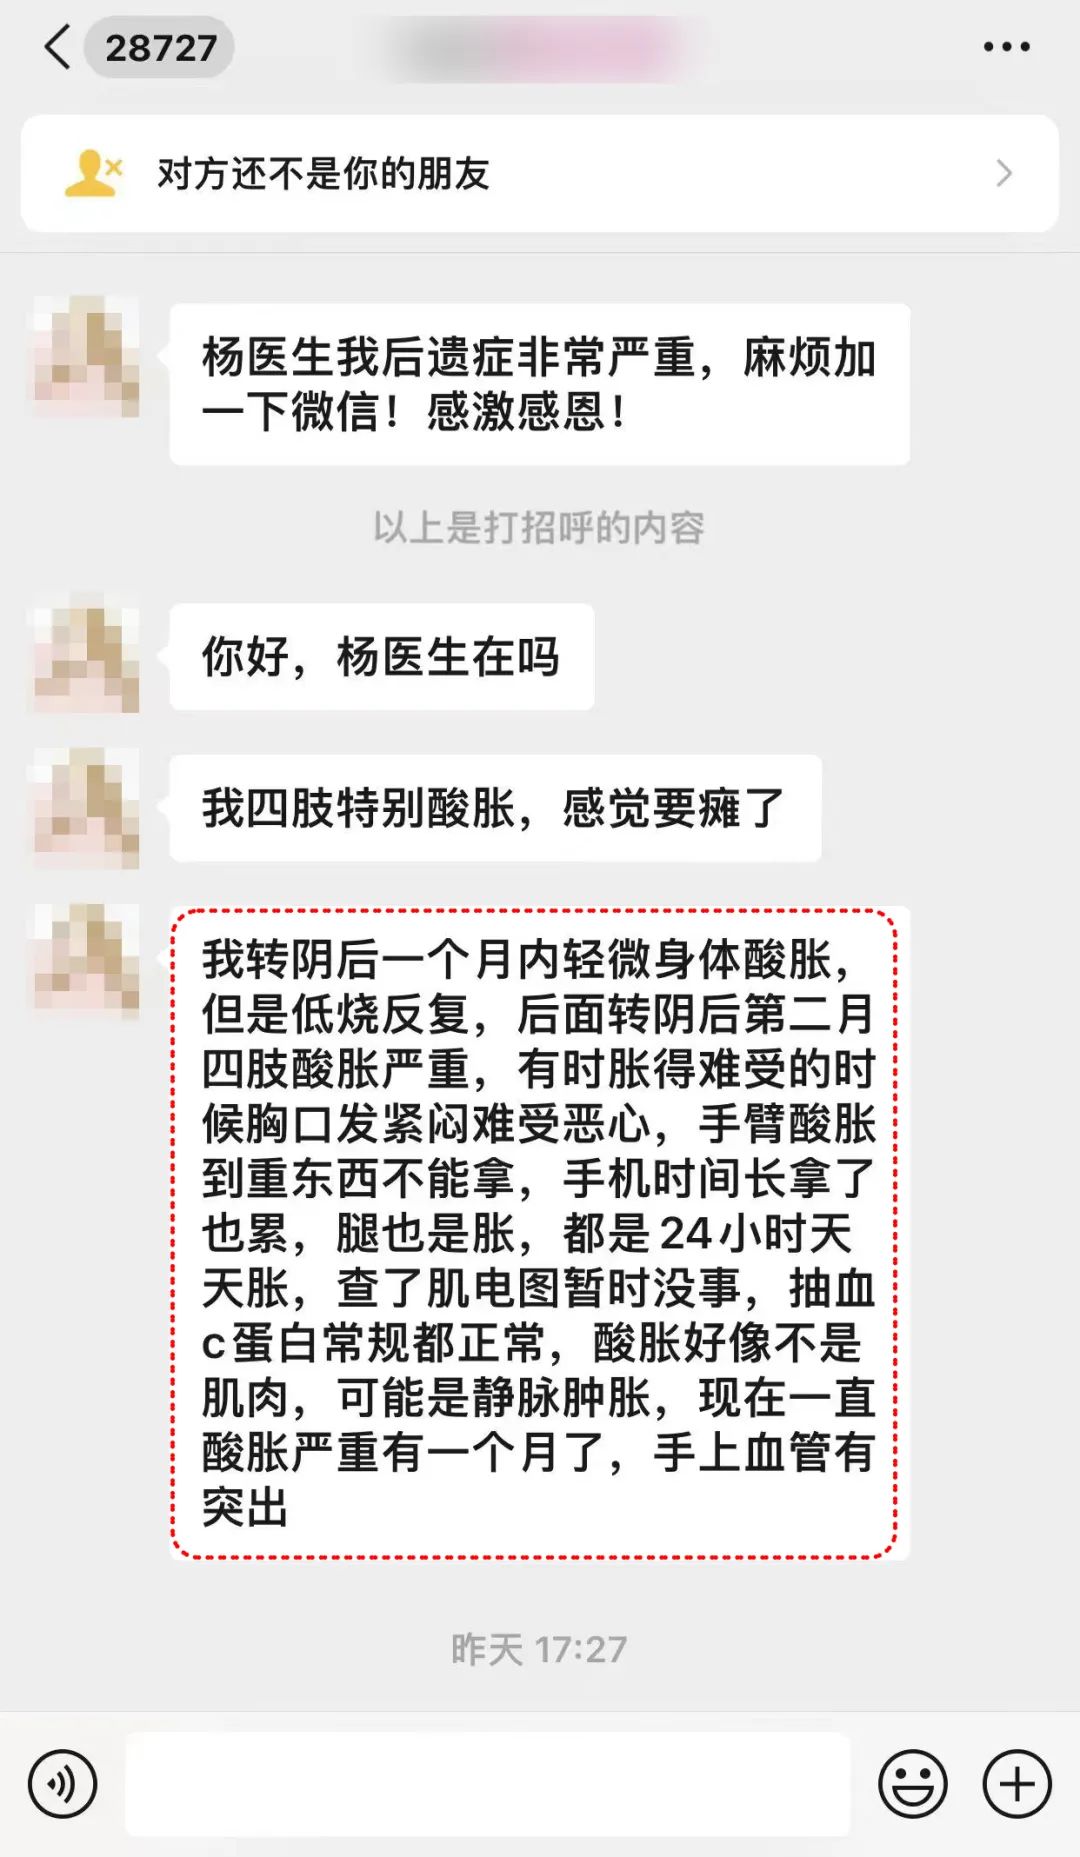 28727
对方还不是你的朋友
杨医生我后遗症非常严重，麻烦加
一下微信！感激感恩！
以上是打招呼的内容
你好，杨医生在吗
我四肢特别酸胀，感觉要瘫了
我转阴后一个月内轻微身体酸胀，
但是低烧反复，后面转阴后第二月
四肢酸胀严重，有时胀得难受的时
候胸口发紧闷难受恶心，手臂酸胀
到重东西不能拿，手机时间长拿了
也累，腿也是胀，都是24小时天
天胀，查了肌电图暂时没事，抽血
c蛋白常规都正常，酸胀好像不是
肌肉，可能是静脉肿胀，现在一直
酸胀严重有一个月了，手上血管有
突出
昨天 17:27